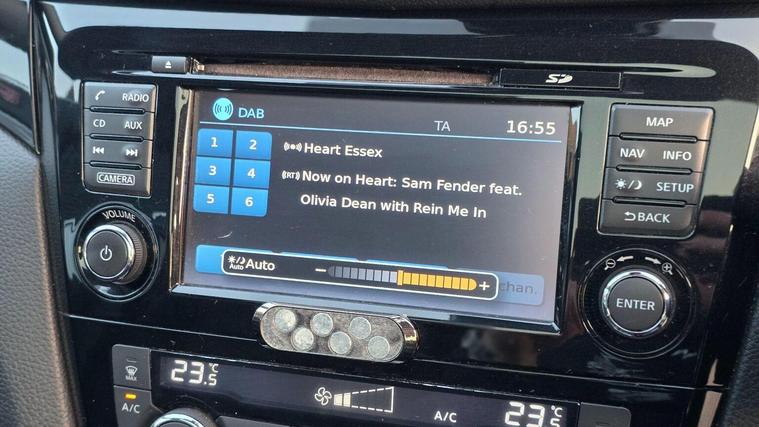 DAB
TA 16:55
1 2
3 4
5 6
Heart Essex
(RT) Now on Heart: Sam Fender feat.
Olivia Dean with Rein Me In
Auto Auto - +
chan.
RADIO
CD AUX
CAMERA
VOLUME
SD
MAP
NAV INFO
SETUP
BACK
ENTER
MAX
A/C
23.5°C
A/C
23.5°C